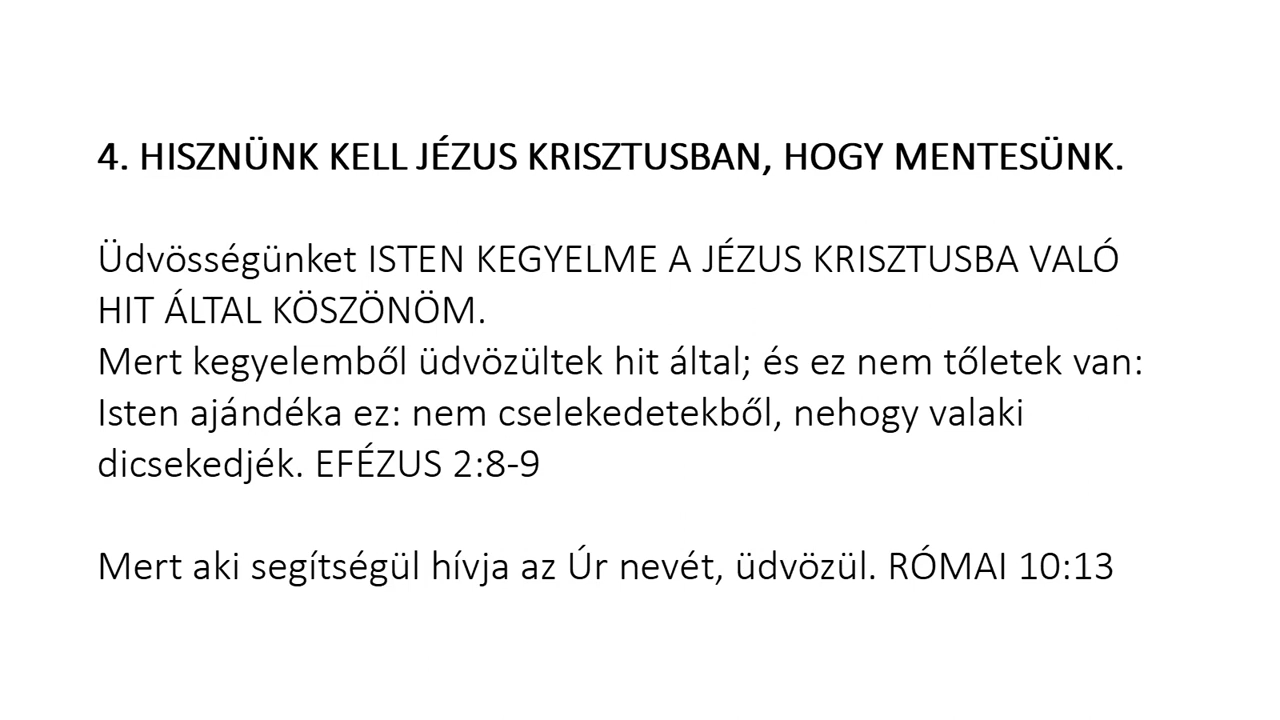 4. HISZNÜNK KELL JÉZUS KRISZTUSBAN, HOGY MENTESÜNK.
Üdvösségünket ISTEN KEGYELME A JÉZUS KRISZTUSBA VALÓ
HIT ÁLTAL KÖSZÖNÖM.
Mert kegyelemből üdvözültek hit által; és ez nem tőletek van:
Isten ajándéka ez: nem cselekedetekből, nehogy valaki
dicsekedjék. EFÉZUS 2:8-9
Mert aki segítségül hívja az Úr nevét, üdvözül. RÓMAI 10:13